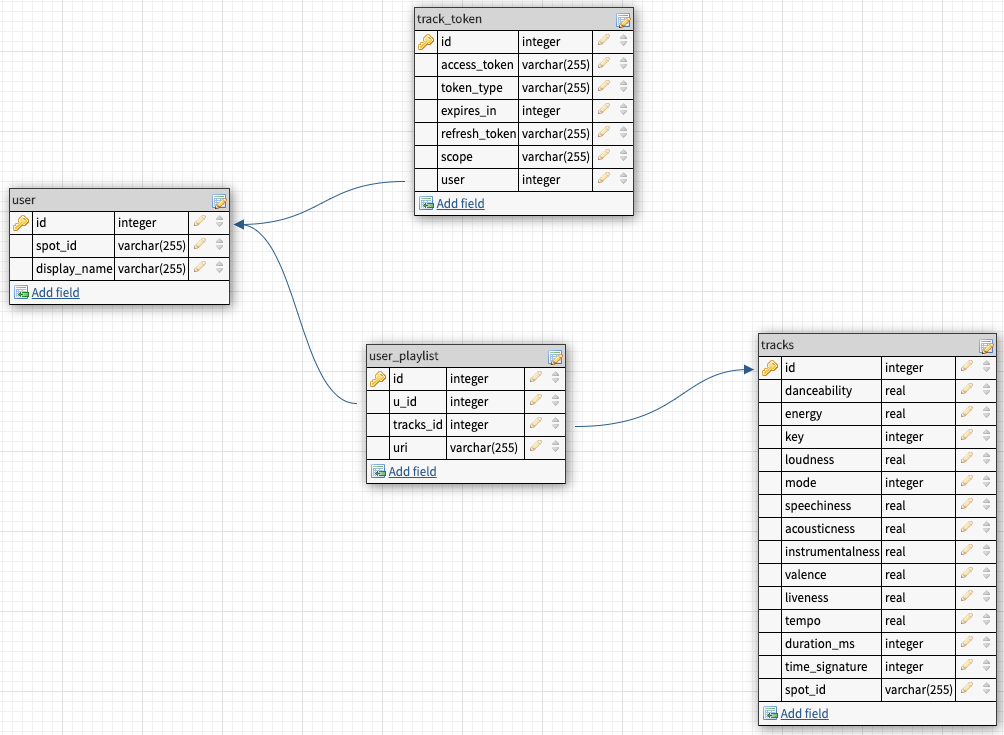 track_token
id integer
access_token varchar(255)
token_type varchar(255)
expires_in integer
refresh_token varchar(255)
scope varchar(255)
user integer
Add field
user
id integer
spot_id varchar(255)
display_name varchar(255)
Add field
user_playlist
id integer
u_id integer
tracks_id integer
uri varchar(255)
Add field
tracks
id integer
danceability real
energy real
key integer
loudness real
mode integer
speechiness real
acousticness real
instrumentalness real
valence real
liveness real
tempo real
duration_ms integer
time_signature integer
spot_id varchar(255)
Add field